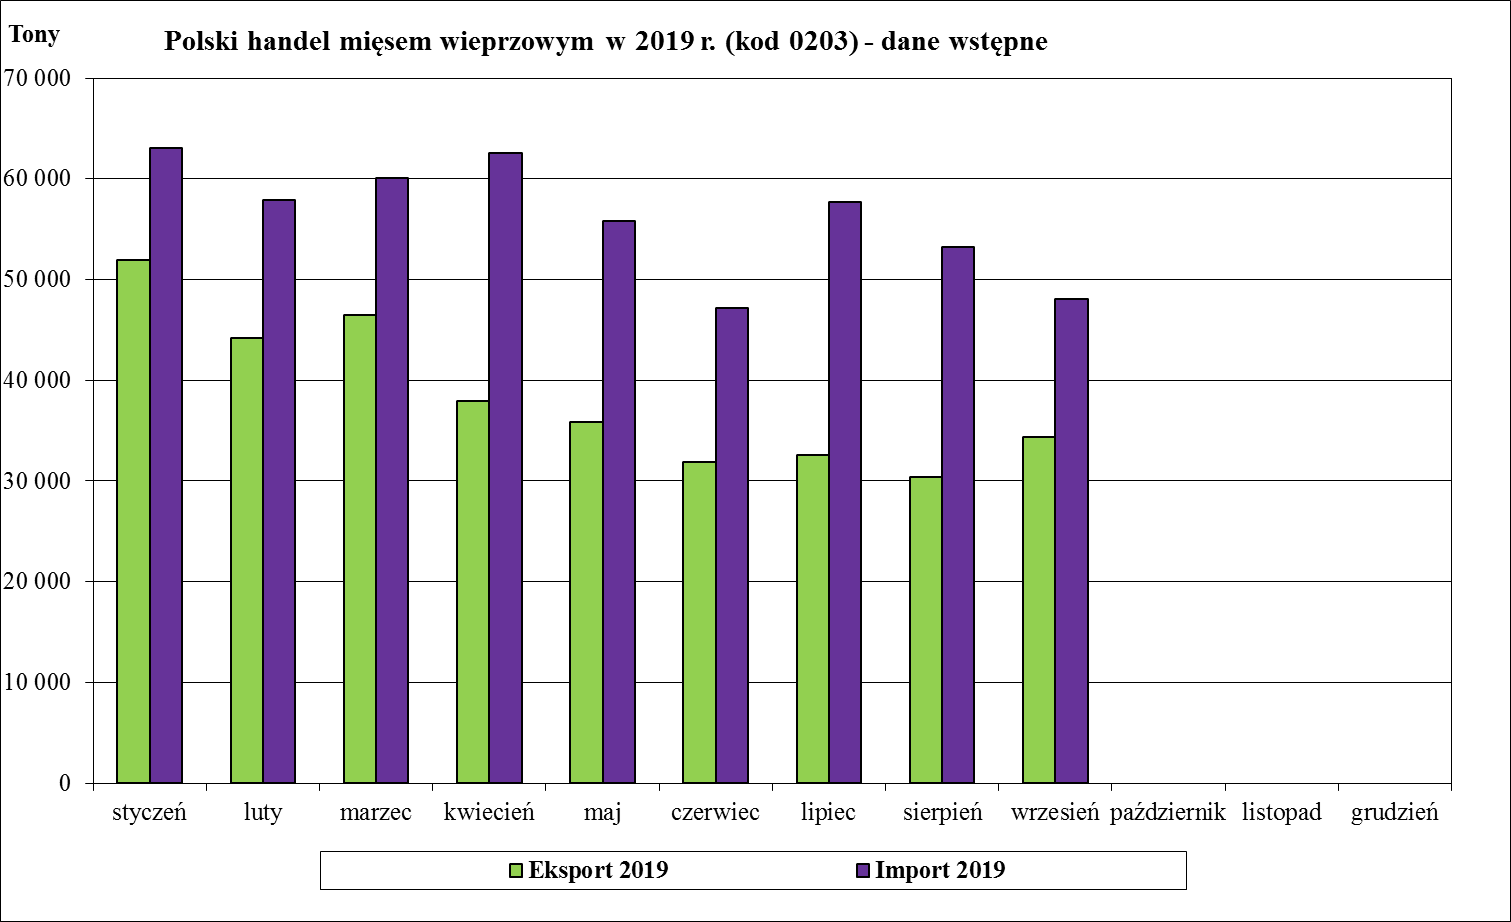 Tony
Polski handel mięsem wieprzowym w 2019 r. (kod 0203) - dane wstępne
70 000
60 000
50 000
40 000
30 000
20 000
10 000
0
styczeń luty marzec kwiecień maj czerwiec lipiec sierpień wrzesień październik listopad grudzień
Eksport 2019 Import 2019